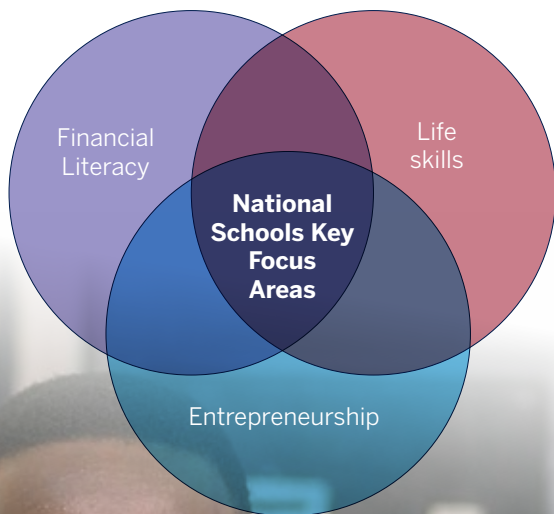 Financial
Literacy
Life
skills
National
Schools Key
Focus
Areas
Entrepreneurship